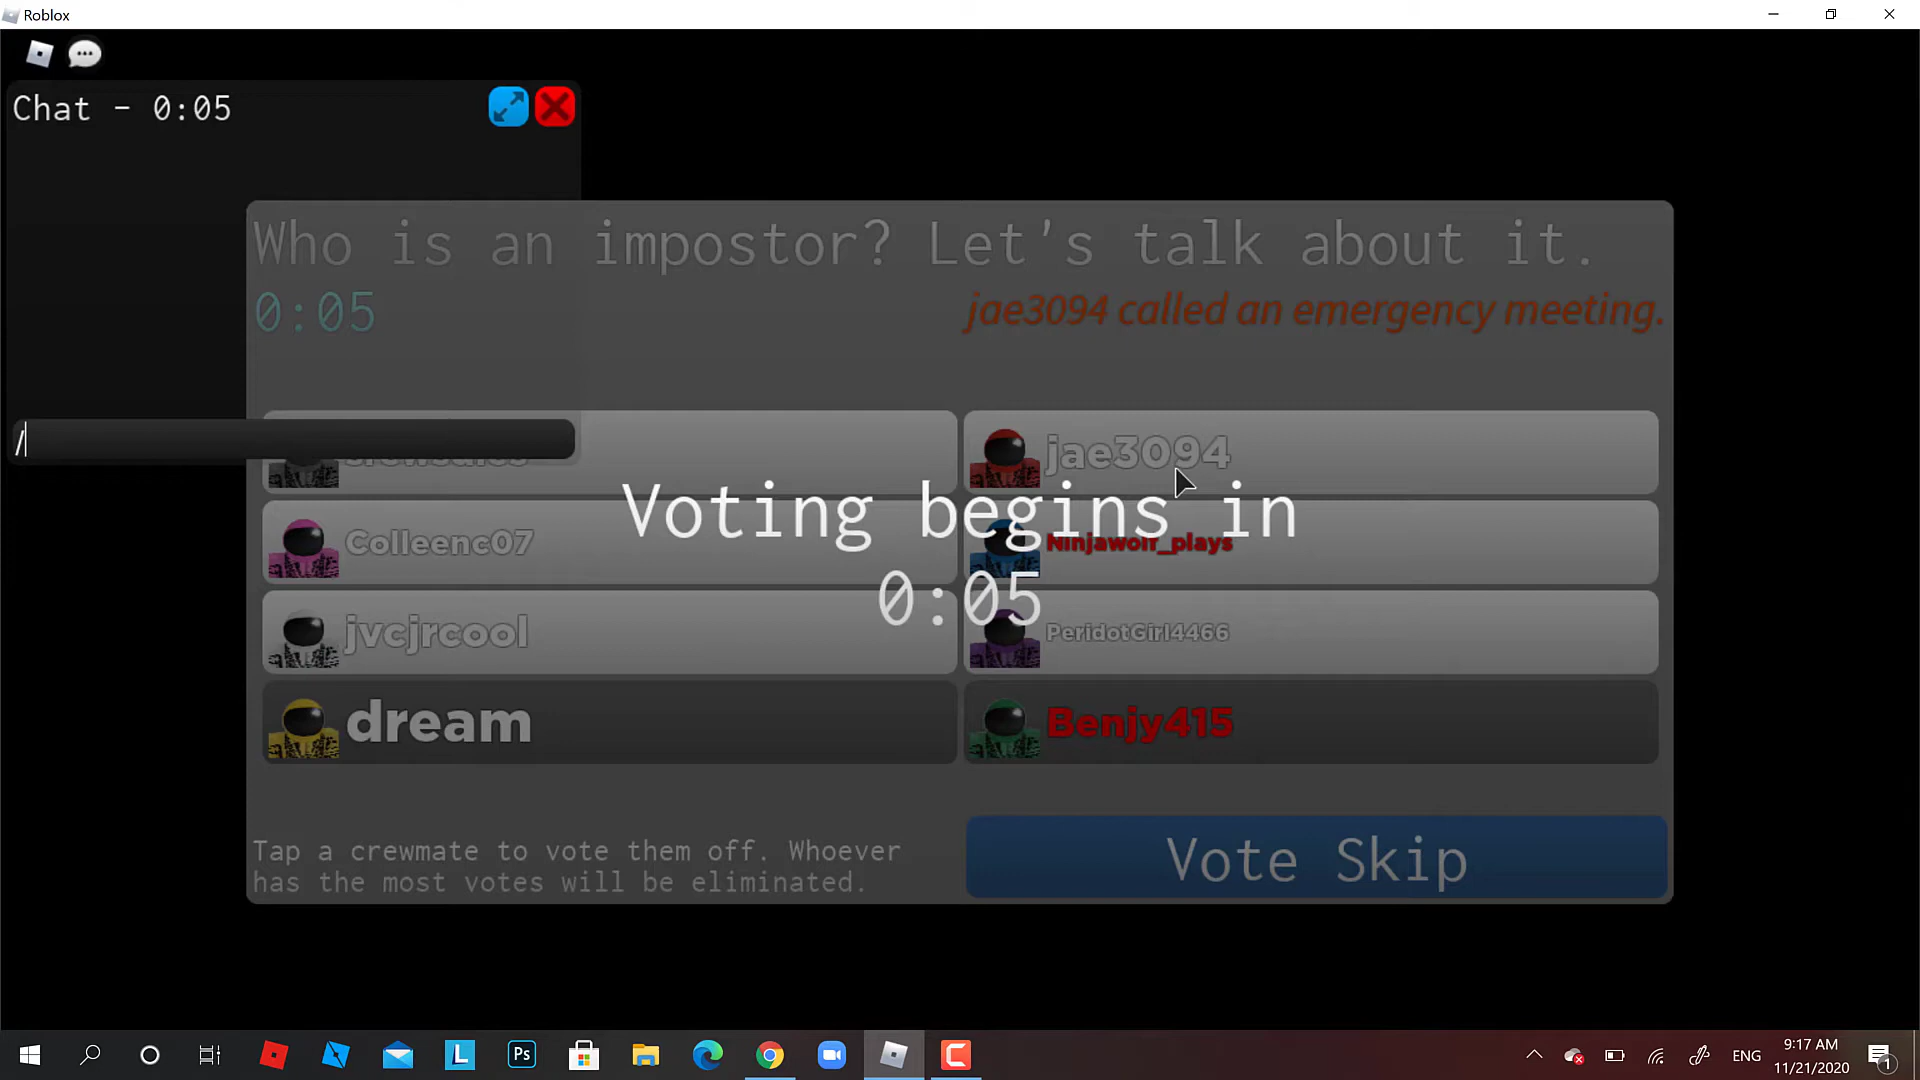 Roblox
Chat - 0:05
Who is an impostor? Let's talk about it.
0:05
jae3094 called an emergency meeting.
/
jae3094
Voting begins in
0:05
Colleenc07
Ninjawolf_plays
jvcjrcool
PeridotGirl4466
dream
Benjy415
Tap a crewmate to vote them off. Whoever
has the most votes will be eliminated.
Vote Skip
L
Ps
ENG
9:17 AM
11/21/2020
1